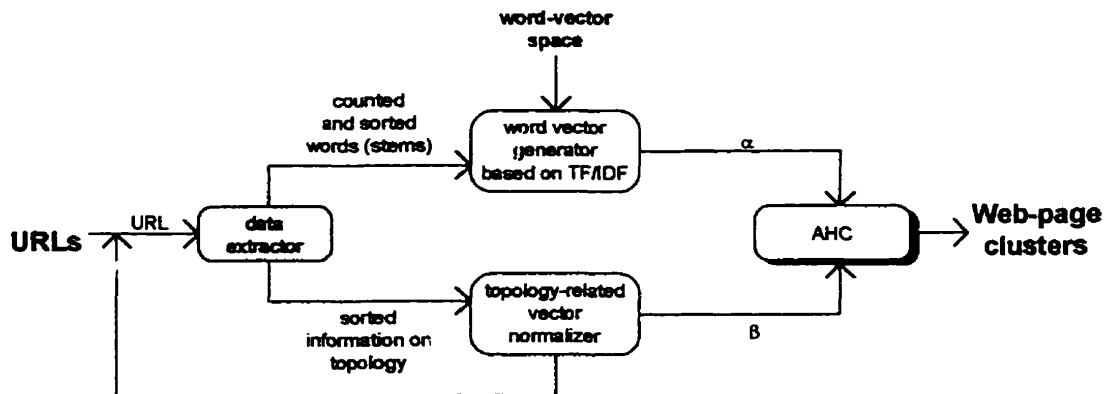 word-vector
space
counted
and sorted
words (stems)
word vector
generator
based on TF/IDF
α
URLs
URL
data
extractor
AHC
Web-page
clusters
topology-related
vector
normalizer
β
sorted
information on
topology